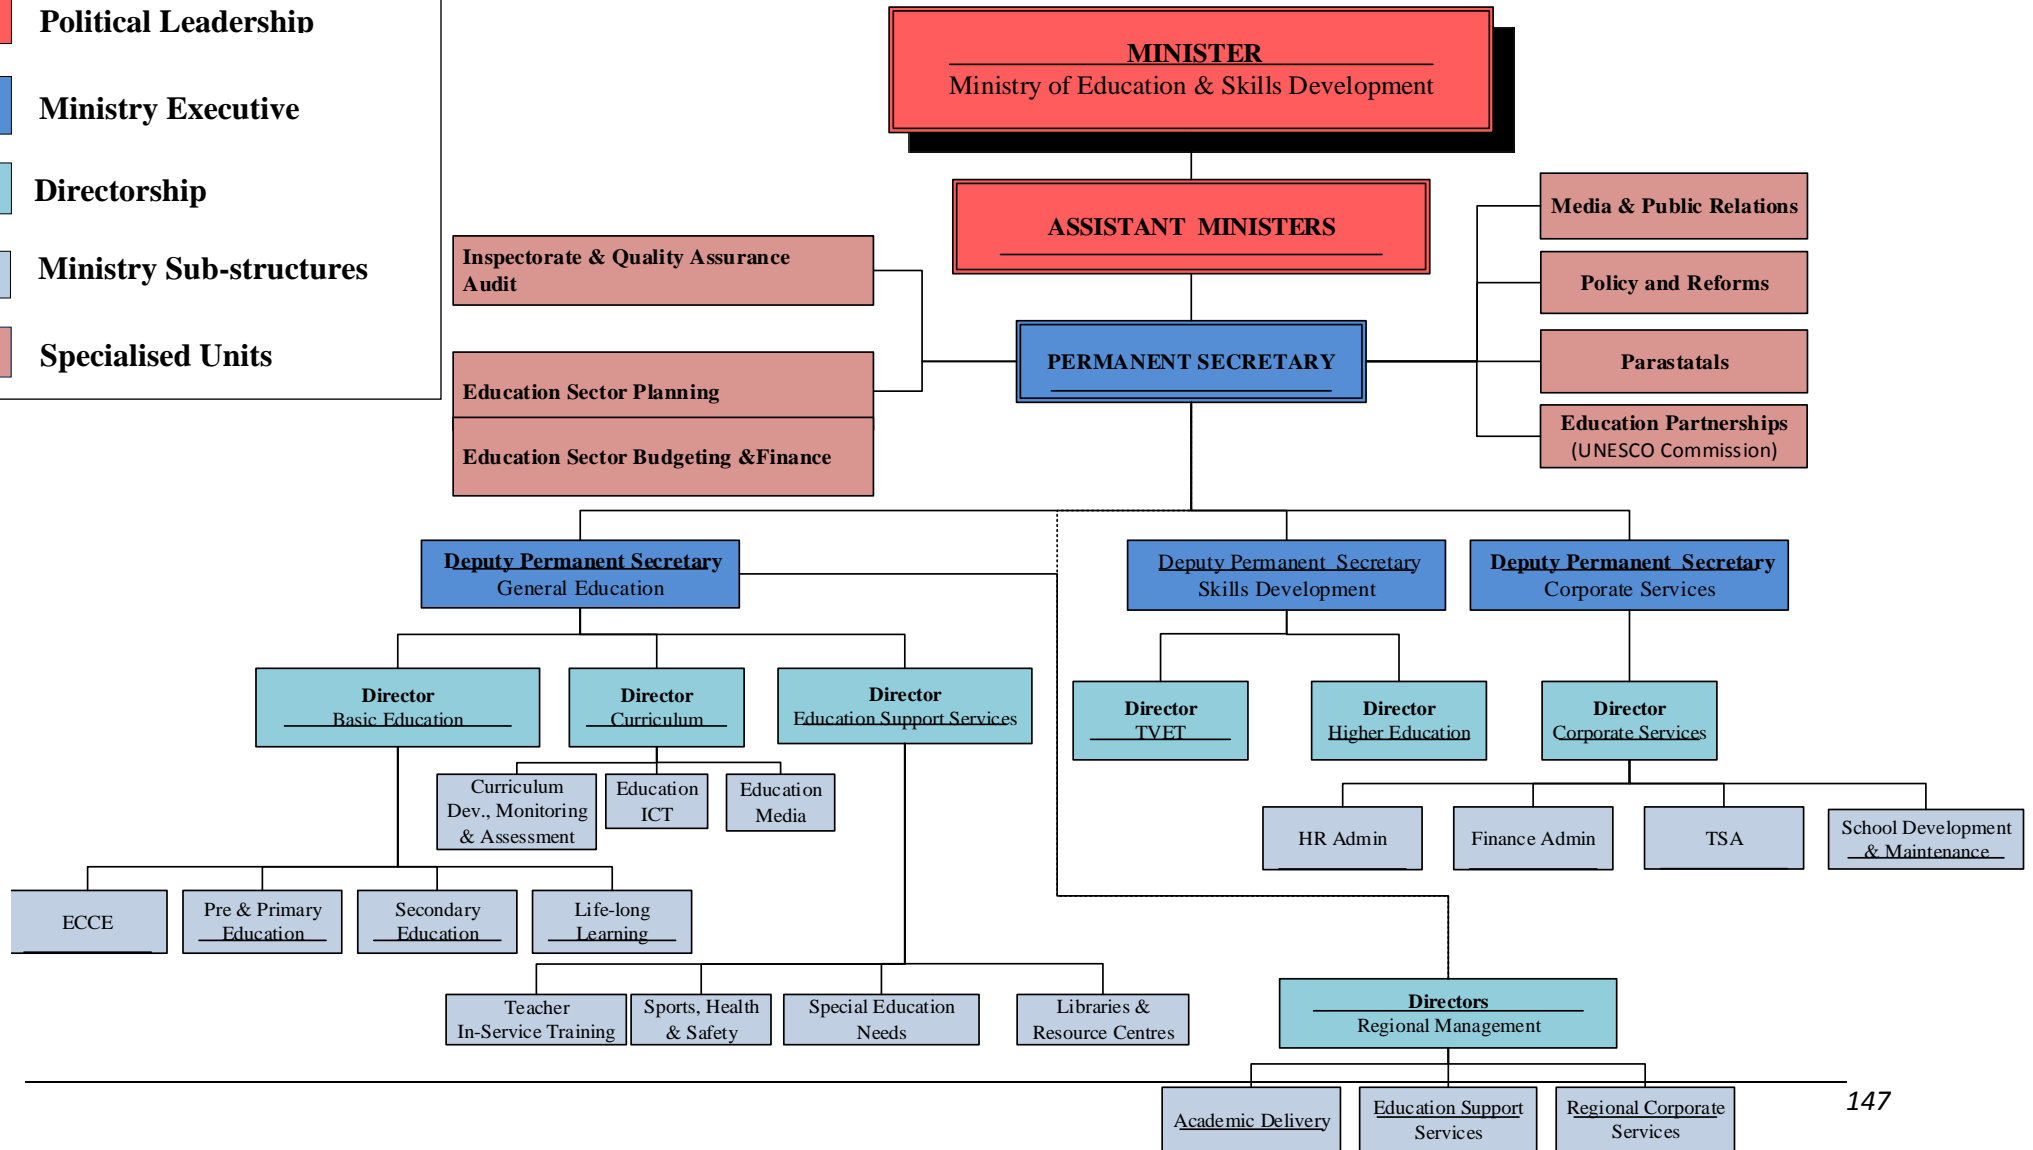 Political Leadership
Ministry Executive
Directorship
Ministry Sub-structures
Specialised Units
MINISTER
Ministry of Education & Skills Development
ASSISTANT MINISTERS
PERMANENT SECRETARY
Inspectorate & Quality Assurance
Audit
Education Sector Planning
Education Sector Budgeting &Finance
Media & Public Relations
Policy and Reforms
Parastatals
Education Partnerships
(UNESCO Commission)
Deputy Permanent Secretary
General Education
Deputy Permanent Secretary
Skills Development
Deputy Permanent Secretary
Corporate Services
Director
Basic Education
Director
Curriculum
Director
Education Support Services
Director
TVET
Director
Higher Education
Director
Corporate Services
Curriculum
Dev., Monitoring
& Assessment
Education
ICT
Education
Media
HR Admin
Finance Admin
TSA
School Development
& Maintenance
ECCE
Pre & Primary
Education
Secondary
Education
Life-long
Learning
Teacher
In-Service Training
Sports, Health
& Safety
Special Education
Needs
Libraries &
Resource Centres
Directors
Regional Management
Academic Delivery
Education Support
Services
Regional Corporate
Services
147